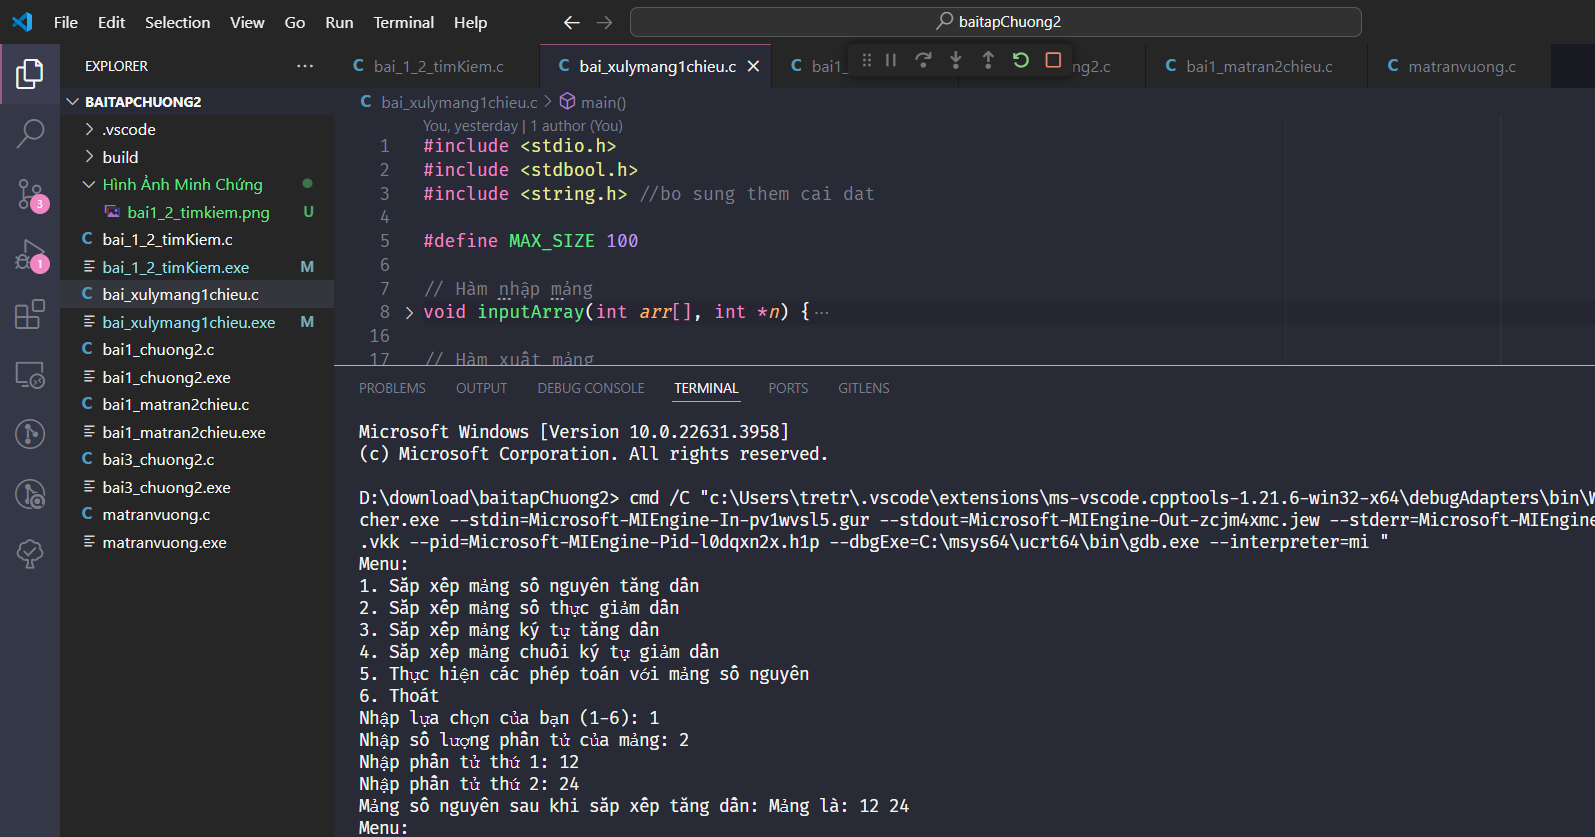 File Edit Selection View Go Run Terminal Help
baitapChuong2
EXPLORER
BAITAPCHUONG2
.vscode
build
Hình Ảnh Minh Chứng
bai1_2_timkiem.png U
bai_1_2_timKiem.c
bai_1_2_timKiem.exe M
bai_xulymang1chieu.c
bai_xulymang1chieu.exe M
bai1_chuong2.c
bai1_chuong2.exe
bai1_matran2chieu.c
bai1_matran2chieu.exe
bai3_chuong2.c
bai3_chuong2.exe
matranvuong.c
matranvuong.exe
3
1
bai_1_2_timKiem.c bai_xulymang1chieu.c bai1_ ng2.c bai1_matran2chieu.c matranvuong.c
bai_xulymang1chieu.c > main()
You, yesterday | 1 author (You)
1 #include <stdio.h>
2 #include <stdbool.h>
3 #include <string.h> //bo sung them cai dat
4
5 #define MAX_SIZE 100
6
7 // Hàm nhập mảng
8 void inputArray(int arr[], int *n) {···
16
17 // Hàm xuất mảng
PROBLEMS OUTPUT DEBUG CONSOLE TERMINAL PORTS GITLENS
Microsoft Windows [Version 10.0.22631.3958]
(c) Microsoft Corporation. All rights reserved.
D:\download\baitapChuong2> cmd /C "c:\Users\tretr\.vscode\extensions\ms-vscode.cpptools-1.21.6-win32-x64\debugAdapters\bin\W
cher.exe --stdin=Microsoft-MIEngine-In-pv1wvsl5.gur --stdout=Microsoft-MIEngine-Out-zcjm4xmc.jew --stderr=Microsoft-MIEngine
.vkk --pid=Microsoft-MIEngine-Pid-l0dqxn2x.h1p --dbgExe=C:\msys64\ucrt64\bin\gdb.exe --interpreter=mi "
Menu:
1. Sắp xếp mảng số nguyên tăng dần
2. Sắp xếp mảng số thực giảm dần
3. Sắp xếp mảng ký tự tăng dần
4. Sắp xếp mảng chuỗi ký tự giảm dần
5. Thực hiện các phép toán với mảng số nguyên
6. Thoát
Nhập lựa chọn của bạn (1-6): 1
Nhập số lượng phần tử của mảng: 2
Nhập phần tử thứ 1: 12
Nhập phần tử thứ 2: 24
Mảng số nguyên sau khi sắp xếp tăng dần: Mảng là: 12 24
Menu: